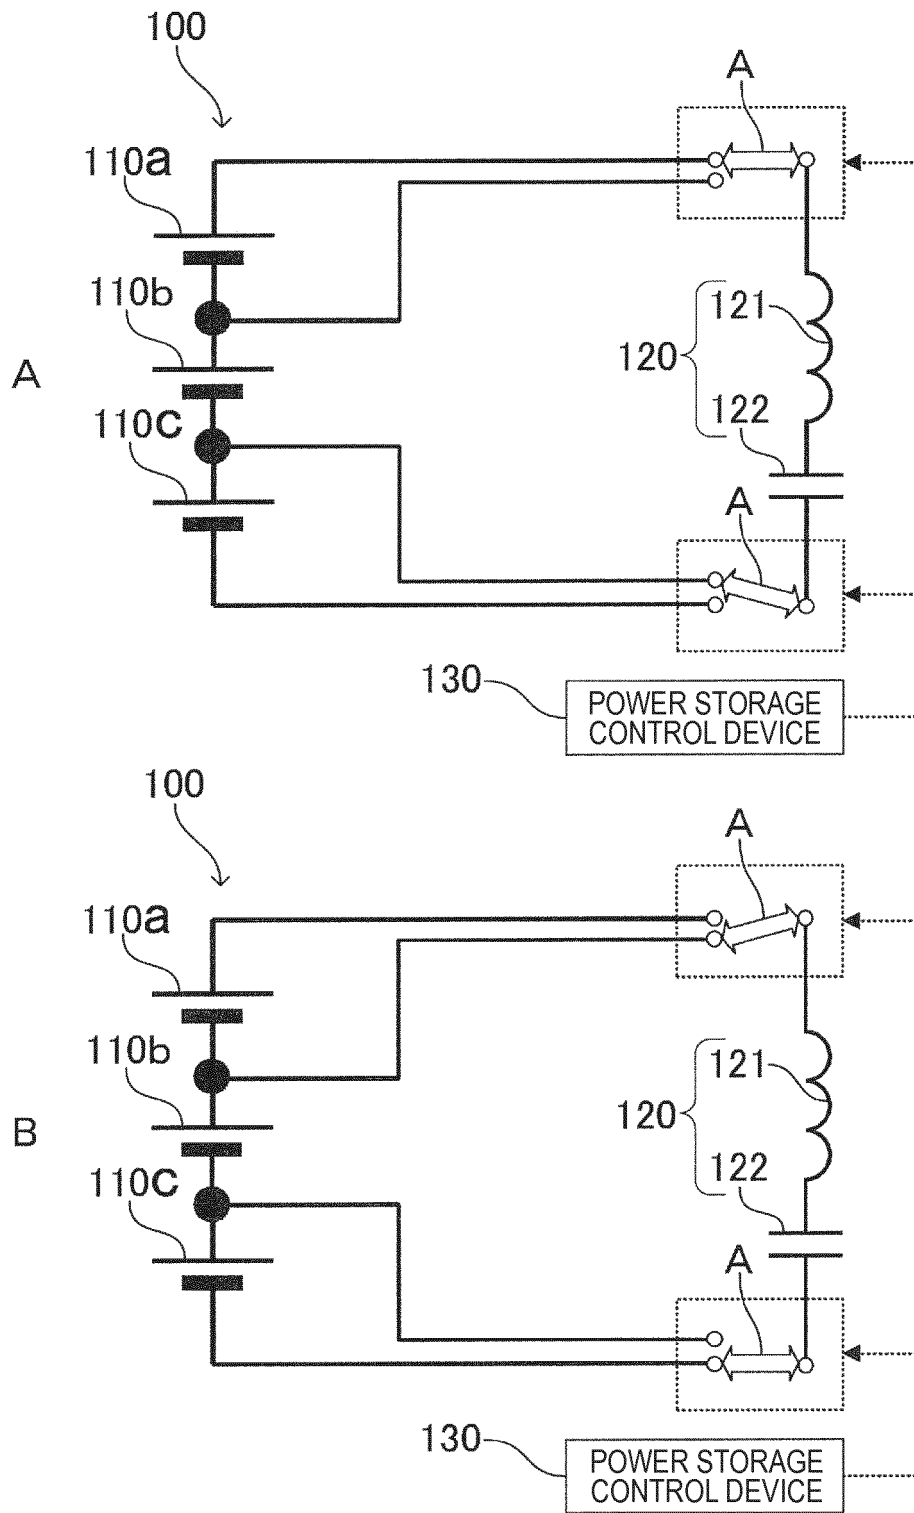 100
A
110a
110b
121
120
A
122
110c
A
130
POWER STORAGE
CONTROL DEVICE
100
A
110a
110b
121
120
B
122
110c
A
130
POWER STORAGE
CONTROL DEVICE